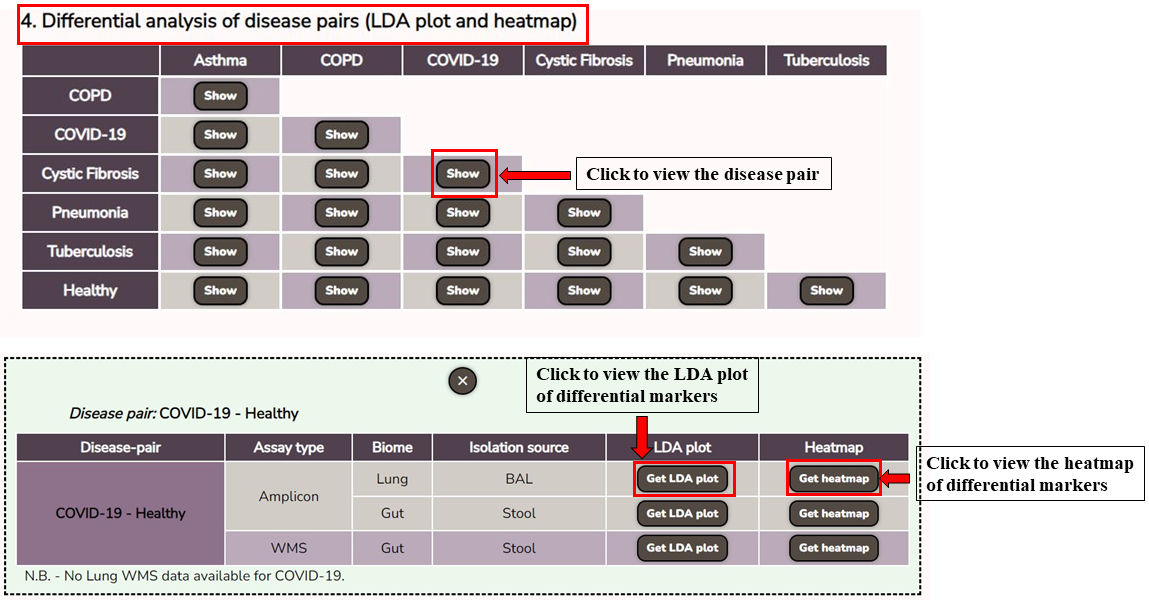 4. Differential analysis of disease pairs (LDA plot and heatmap)
Asthma COPD COVID-19 Cystic Fibrosis Pneumonia Tuberculosis
COPD Show
COVID-19 Show Show
Cystic Fibrosis Show Show Show Click to view the disease pair
Pneumonia Show Show Show Show
Tuberculosis Show Show Show Show Show
Healthy Show Show Show Show Show Show
Click to view the LDA plot
of differential markers
Disease pair: COVID-19 - Healthy
Disease-pair Assay type Biome Isolation source LDA plot Heatmap
Click to view the heatmap
of differential markers
COVID-19 - Healthy Amplicon Lung BAL Get LDA plot Get heatmap
Gut Stool Get LDA plot Get heatmap
WMS Gut Stool Get LDA plot Get heatmap
N.B. - No Lung WMS data available for COVID-19.